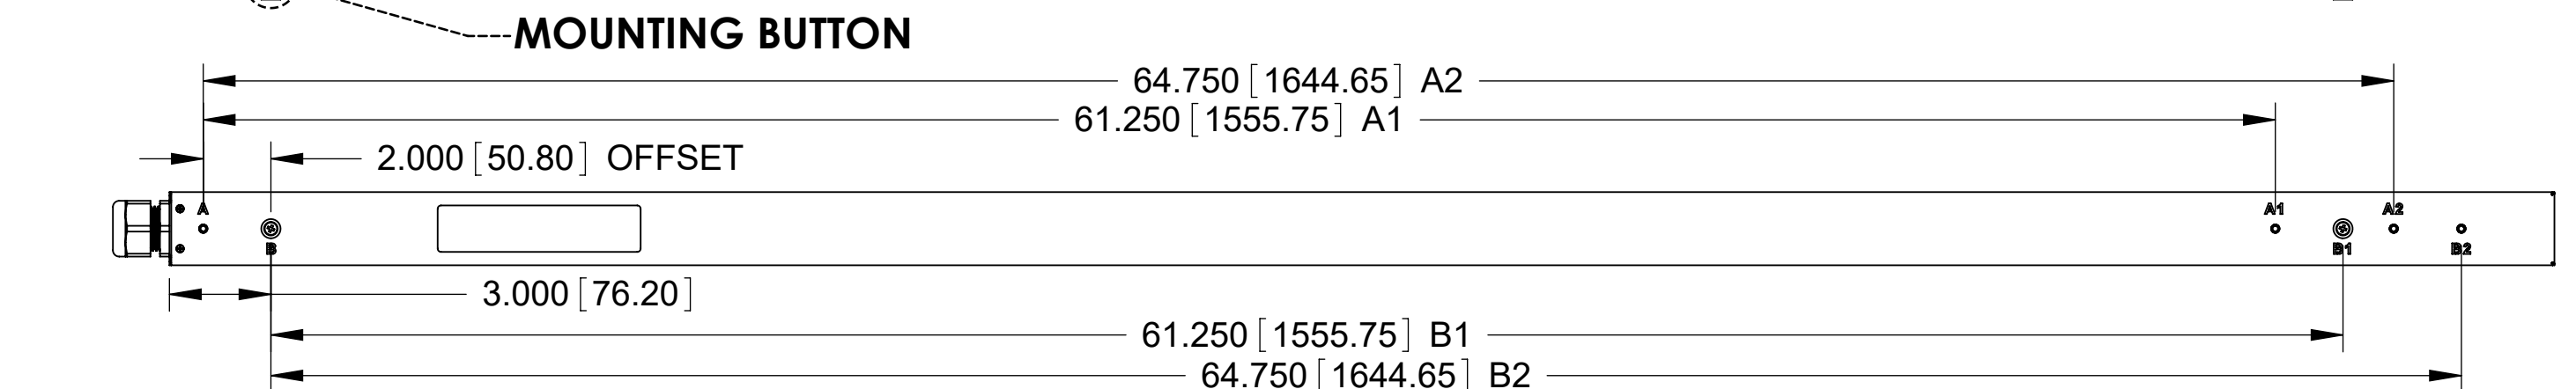 MOUNTING BUTTON
64.750 [1644.65] A2
61.250 [1555.75] A1
2.000 [50.80] OFFSET
A A1 A2
B B1 B2
3.000 [76.20]
61.250 [1555.75] B1
64.750 [1644.65] B2